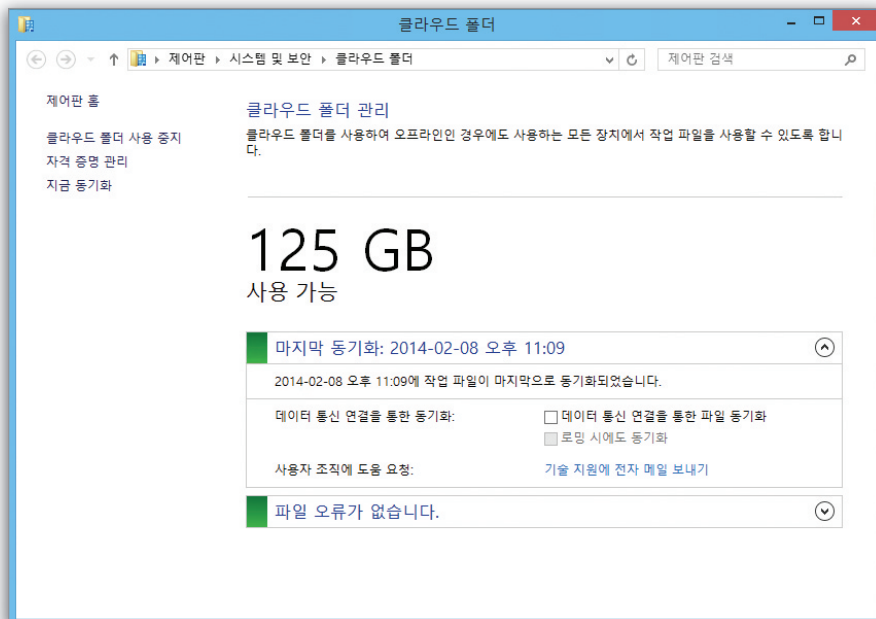 클라우드 폴더
제어판 ▸ 시스템 및 보안 ▸ 클라우드 폴더
제어판 검색
제어판 홈
클라우드 폴더 사용 중지
자격 증명 관리
지금 동기화
클라우드 폴더 관리
클라우드 폴더를 사용하여 오프라인인 경우에도 사용하는 모든 장치에서 작업 파일을 사용할 수 있도록 합니
다.
125 GB
사용 가능
마지막 동기화: 2014-02-08 오후 11:09
2014-02-08 오후 11:09에 작업 파일이 마지막으로 동기화되었습니다.
데이터 통신 연결을 통한 동기화:
데이터 통신 연결을 통한 파일 동기화
로밍 시에도 동기화
사용자 조직에 도움 요청:
기술 지원에 전자 메일 보내기
파일 오류가 없습니다.